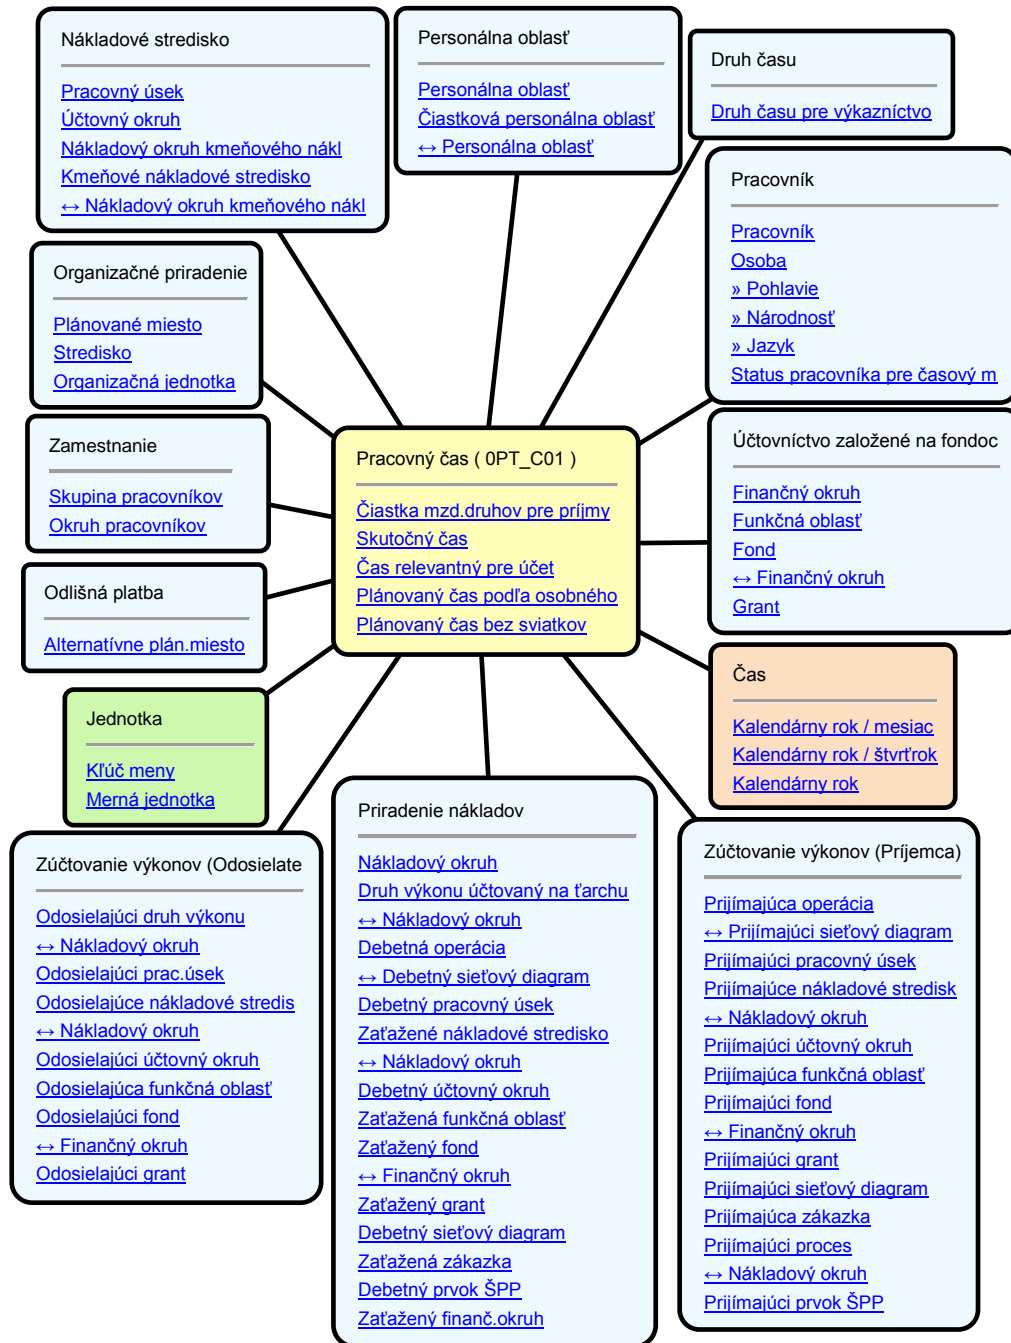 Nákladové stredisko
Pracovný úsek
Účtovný okruh
Nákladový okruh kmeňového nákl
Kmeňové nákladové stredisko
↔ Nákladový okruh kmeňového nákl
Personálna oblasť
Personálna oblasť
Čiastková personálna oblasť
↔ Personálna oblasť
Druh času
Druh času pre výkazníctvo
Pracovník
Pracovník
Osoba
» Pohlavie
» Národnosť
» Jazyk
Status pracovníka pre časový m
Organizačné priradenie
Plánované miesto
Stredisko
Organizačná jednotka
Zamestnanie
Skupina pracovníkov
Okruh pracovníkov
Pracovný čas ( 0PT_C01 )
Čiastka mzd.druhov pre príjmy
Skutočný čas
Čas relevantný pre účet
Plánovaný čas podľa osobného
Plánovaný čas bez sviatkov
Účtovníctvo založené na fondoc
Finančný okruh
Funkčná oblasť
Fond
↔ Finančný okruh
Grant
Odlišná platba
Alternatívne plán.miesto
Jednotka
Kľúč meny
Merná jednotka
Čas
Kalendárny rok / mesiac
Kalendárny rok / štvrťrok
Kalendárny rok
Zúčtovanie výkonov (Odosielate
Odosielajúci druh výkonu
↔ Nákladový okruh
Odosielajúci prac.úsek
Odosielajúce nákladové stredis
↔ Nákladový okruh
Odosielajúci účtovný okruh
Odosielajúca funkčná oblasť
Odosielajúci fond
↔ Finančný okruh
Odosielajúci grant
Priradenie nákladov
Nákladový okruh
Druh výkonu účtovaný na ťarchu
↔ Nákladový okruh
Debetná operácia
↔ Debetný sieťový diagram
Debetný pracovný úsek
Zaťažené nákladové stredisko
↔ Nákladový okruh
Debetný účtovný okruh
Zaťažená funkčná oblasť
Zaťažený fond
↔ Finančný okruh
Zaťažený grant
Debetný sieťový diagram
Zaťažená zákazka
Debetný prvok ŠPP
Zaťažený finanč.okruh
Zúčtovanie výkonov (Príjemca)
Prijímajúca operácia
↔ Prijímajúci sieťový diagram
Prijímajúci pracovný úsek
Prijímajúce nákladové stredisk
↔ Nákladový okruh
Prijímajúci účtovný okruh
Prijímajúca funkčná oblasť
Prijímajúci fond
↔ Finančný okruh
Prijímajúci grant
Prijímajúci sieťový diagram
Prijímajúca zákazka
Prijímajúci proces
↔ Nákladový okruh
Prijímajúci prvok ŠPP